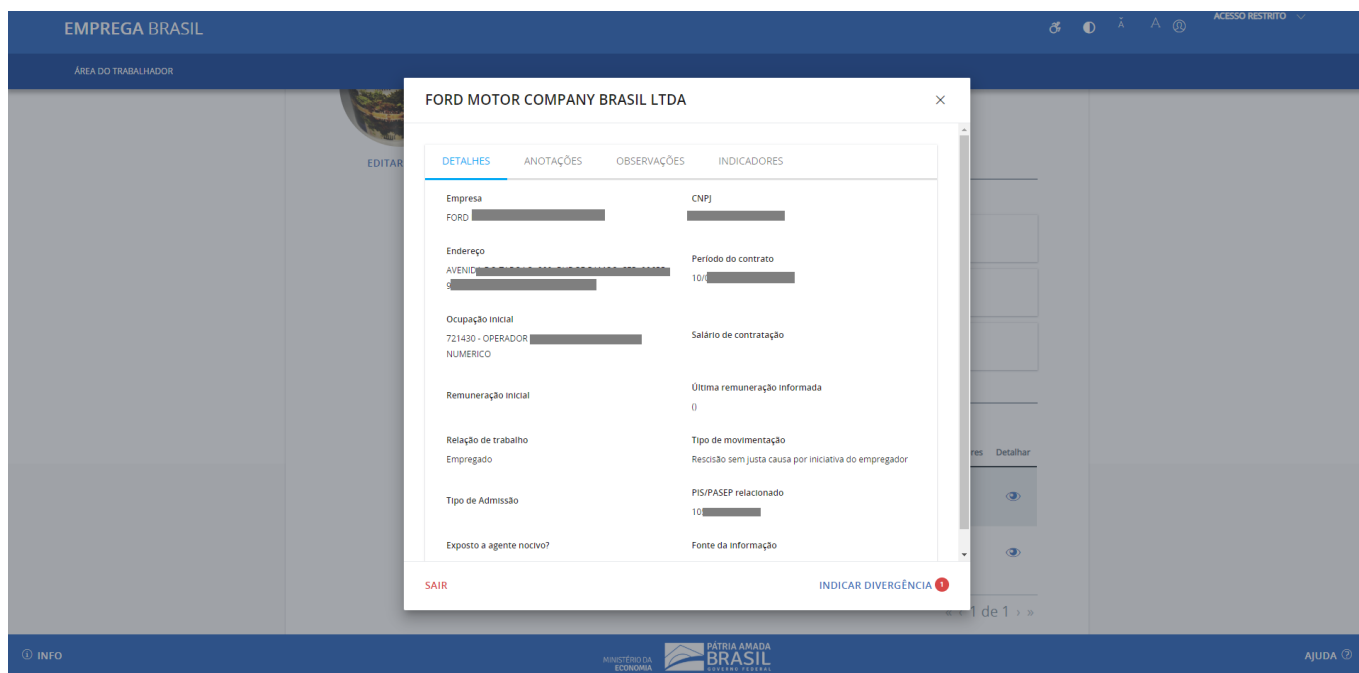 EMPREGA BRASIL
ACESSO RESTRITO
ÁREA DO TRABALHADOR
FORD MOTOR COMPANY BRASIL LTDA
EDITAR
DETALHES ANOTAÇÕES OBSERVAÇÕES INDICADORES
Empresa CNPJ
FORD
Endereço
Período do contrato
AVENID
10/0
9
Ocupação inicial
Salário de contratação
721430 - OPERADOR
NUMERICO
Última remuneração informada
Remuneração inicial
()
Relação de trabalho Tipo de movimentação
Empregado Rescisão sem justa causa por iniciativa do empregador
res Detalhar
PIS/PASEP relacionado
Tipo de Admissão
10
Exposto a agente nocivo? Fonte da informação
SAIR INDICAR DIVERGÊNCIA 1
« ‹ 1 de 1 › »
INFO
MINISTÉRIO DA
ECONOMIA
PÁTRIA AMADA
BRASIL
GOVERNO FEDERAL
AJUDA